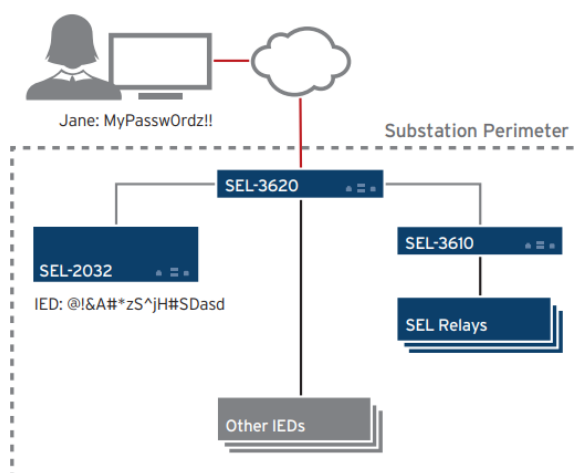 Jane: MyPassw0rdz!!
Substation Perimeter
SEL-3620
SEL-2032
SEL-3610
IED: @!&A#*zS^jH#SDasd
SEL Relays
Other IEDs